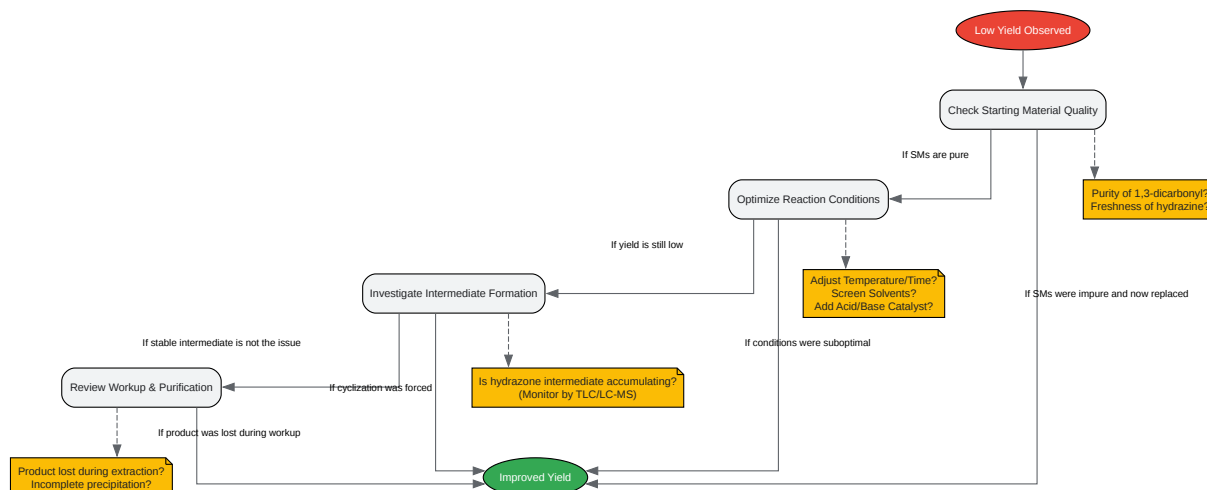 Low Yield Observed
Check Starting Material Quality
If SMs are pure
Purity of 1,3-dicarbonyl?
Freshness of hydrazine?
Optimize Reaction Conditions
If yield is still low
Adjust Temperature/Time?
Screen Solvents?
Add Acid/Base Catalyst?
Investigate Intermediate Formation
If SMs were impure and now replaced
If stable intermediate is not the issue
If conditions were suboptimal
Review Workup & Purification
If cyclization was forced
Is hydrazone intermediate accumulating?
(Monitor by TLC/LC-MS)
If product was lost during workup
Product lost during extraction?
Incomplete precipitation?
Improved Yield